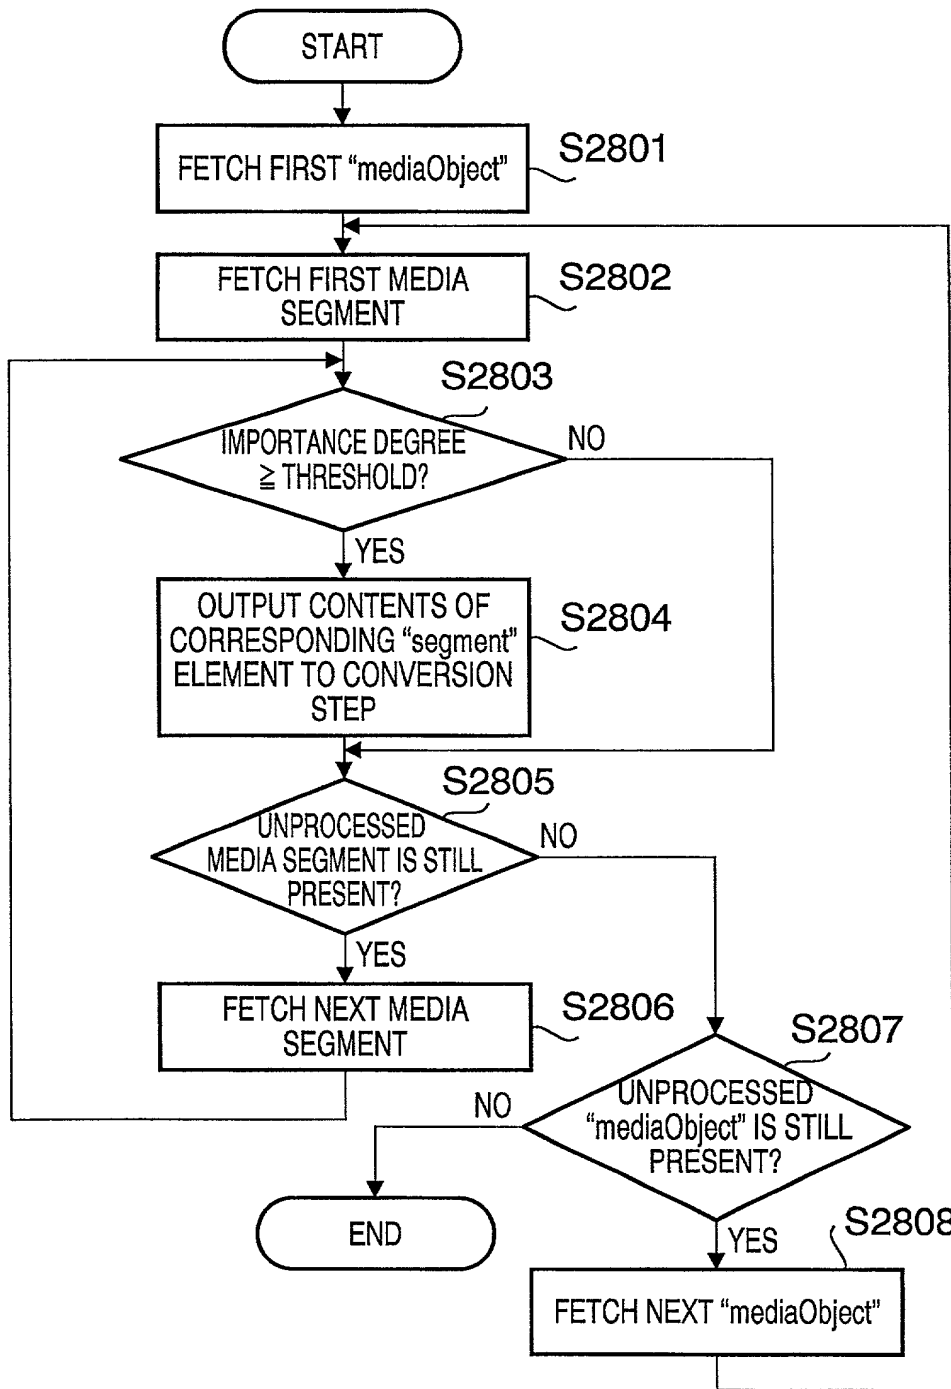 START
FETCH FIRST “mediaObject”
S2801
FETCH FIRST MEDIA
SEGMENT
S2802
S2803
IMPORTANCE DEGREE
≧ THRESHOLD?
NO
YES
OUTPUT CONTENTS OF
CORRESPONDING “segment”
ELEMENT TO CONVERSION
STEP
S2804
S2805
UNPROCESSED
MEDIA SEGMENT IS STILL
PRESENT?
NO
YES
FETCH NEXT MEDIA
SEGMENT
S2806
S2807
UNPROCESSED
“mediaObject” IS STILL
PRESENT?
NO
END
YES
S2808
FETCH NEXT “mediaObject”